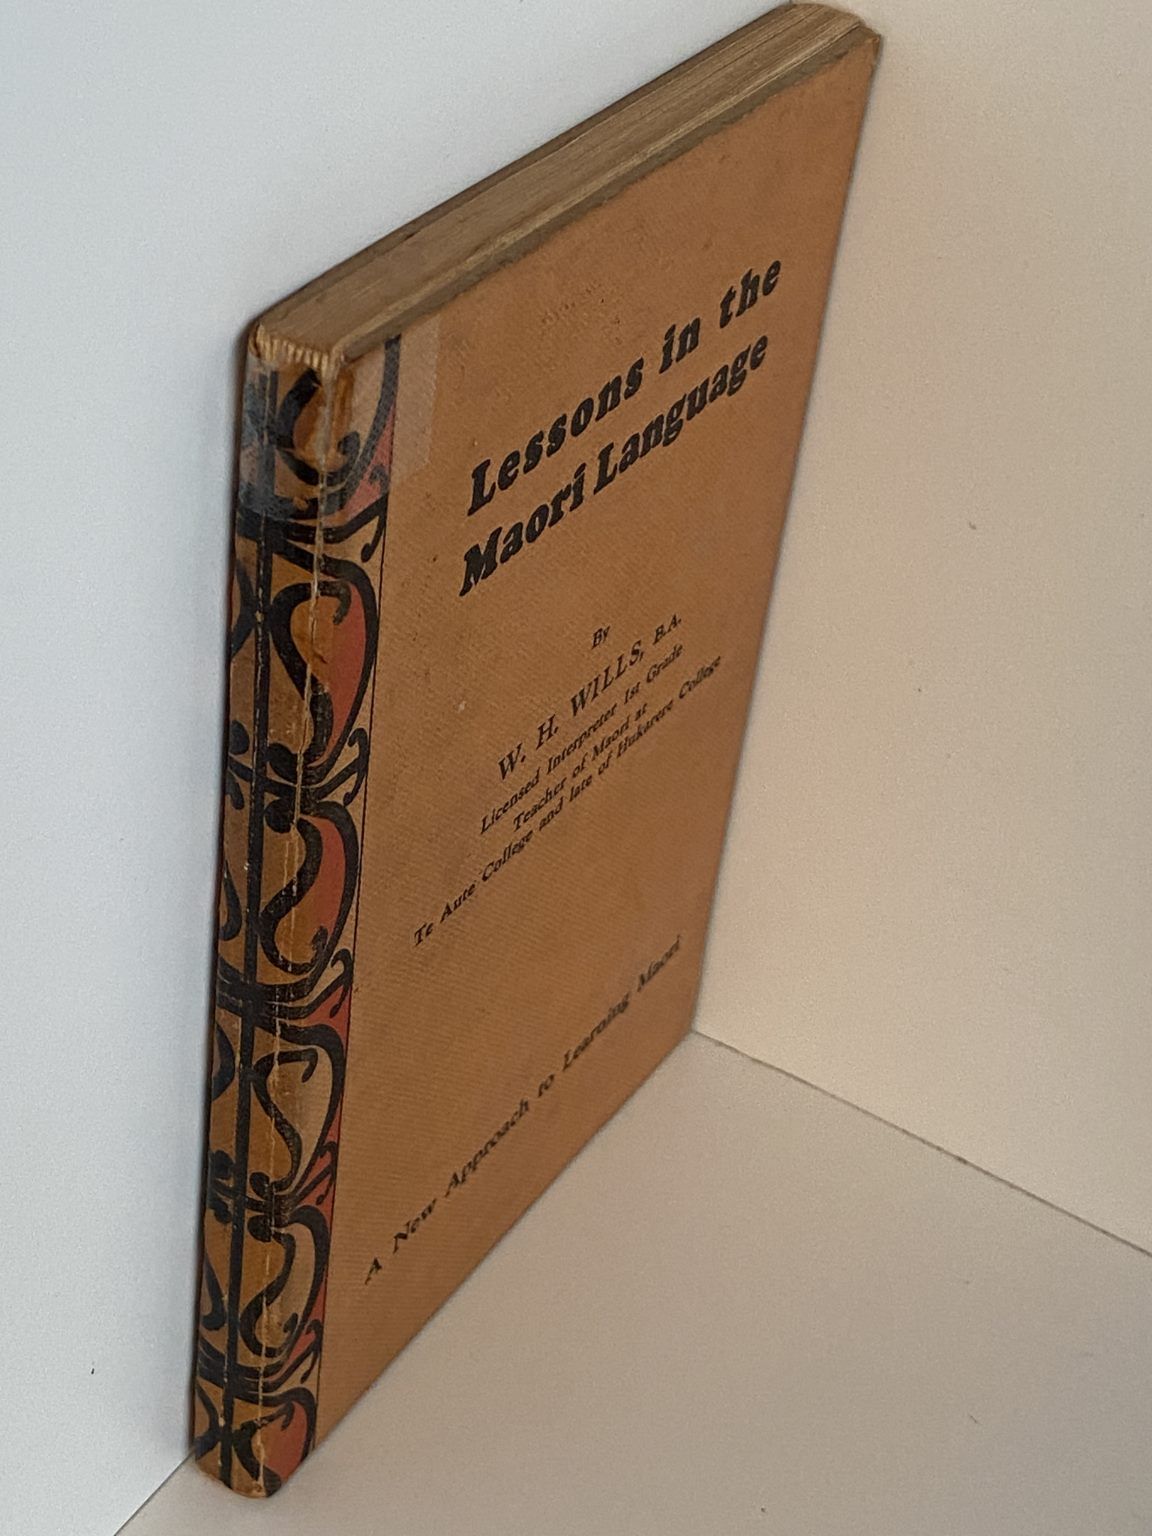 Lessons in the
Maori Language
By
W. H. WILLS, B.A.
Licensed Interpreter 1st Grade
Teacher of Maori at
Te Aute College and late of Hukarere College
A New Approach to Learning Maori